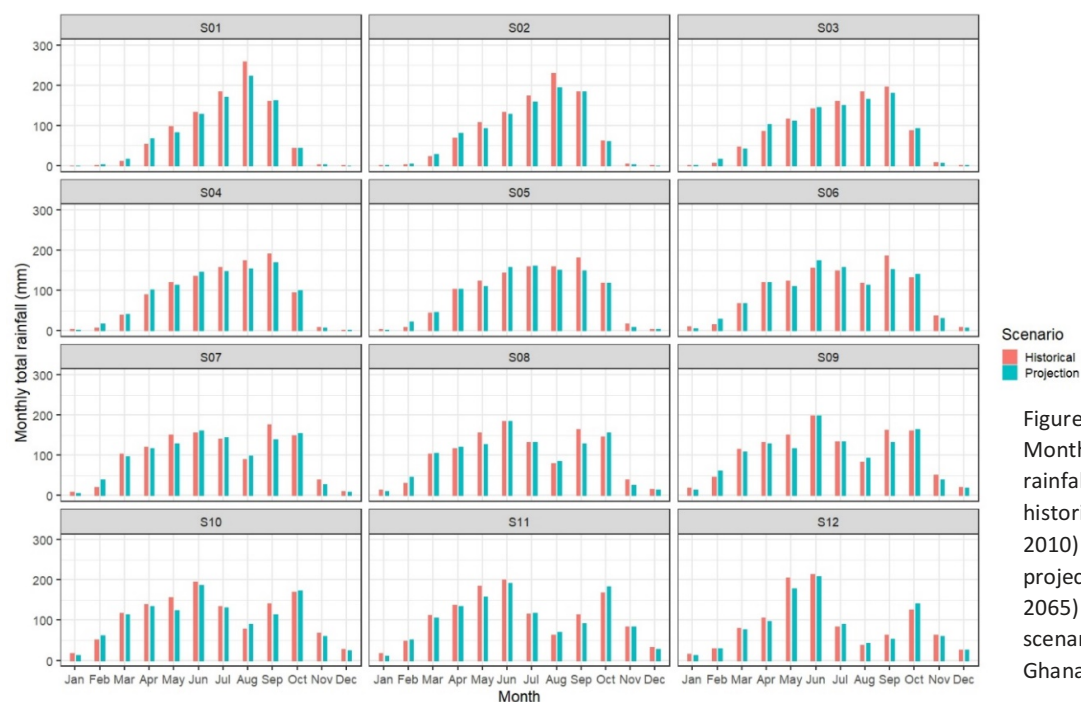 S01 S02 S03
300
200
100
0
S04 S05 S06
300
200
100
0
S07 S08 S09
300
200
100
0
S10 S11 S12
300
200
100
0
Jan Feb Mar Apr May Jun Jul Aug Sep Oct Nov Dec Jan Feb Mar Apr May Jun Jul Aug Sep Oct Nov Dec Jan Feb Mar Apr May Jun Jul Aug Sep Oct Nov Dec
Month
Monthly total rainfall (mm)
Scenario
Historical
Projection
Figure
Month
rainfal
histori
2010)
projec
2065)
scenar
Ghana